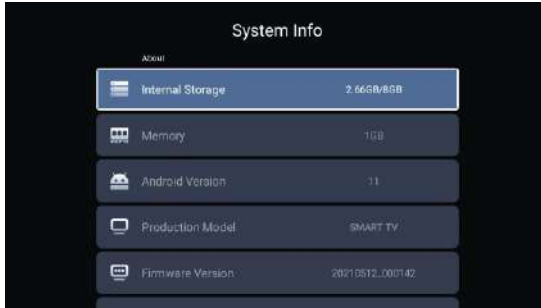 System Info
About
Internal Storage 2.66GB/8GB
Memory 1GB
Android Version 11
Production Model SMART TV
Firmware Version 20210512_000142